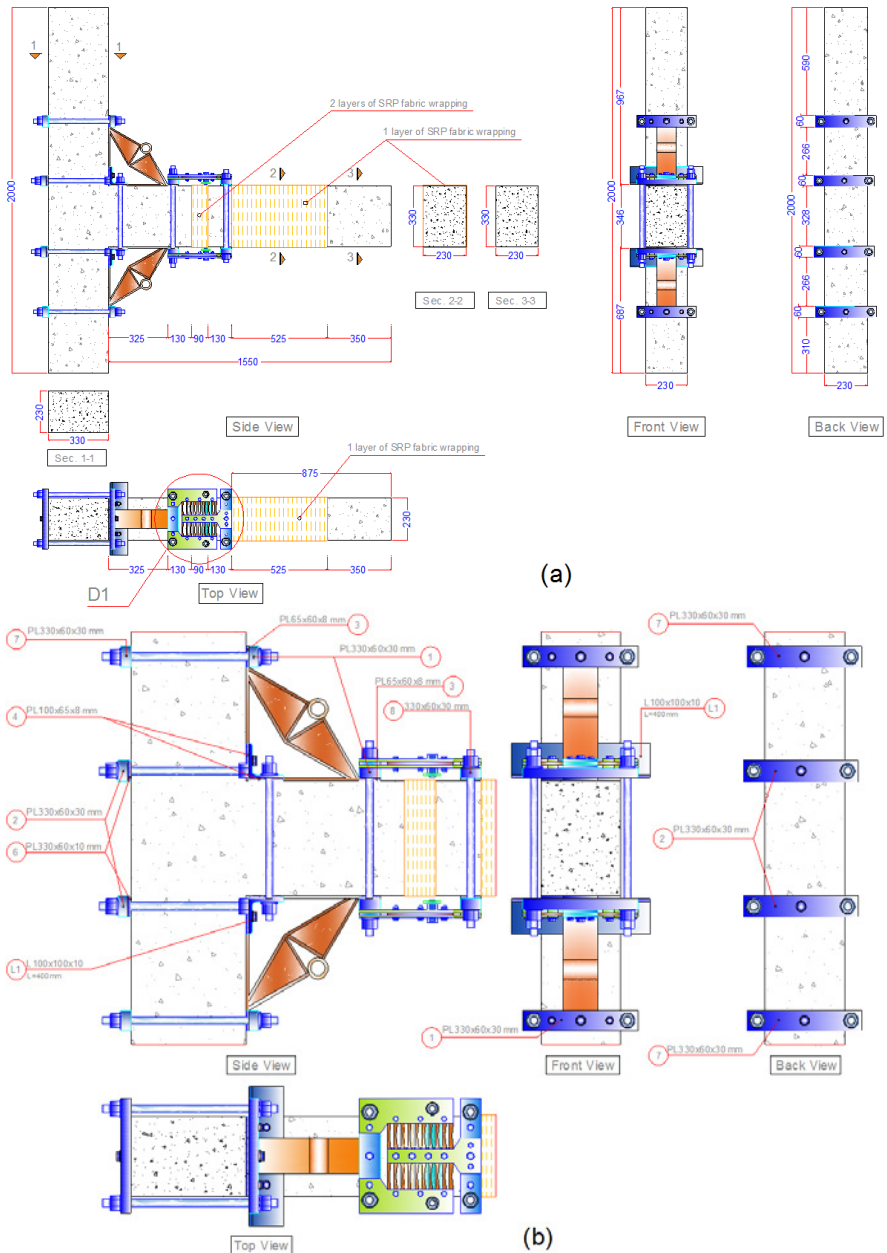 1
1
2000
2 layers of SRP fabric wrapping
1 layer of SRP fabric wrapping
2
3
2
3
330
230
Sec. 2-2
330
230
Sec. 3-3
325
130
90
130
525
350
1550
230
330
Sec. 1-1
Side View
967
2000
346
687
230
Front View
590
60
266
60
2000
328
60
266
60
310
230
Back View
1 layer of SRP fabric wrapping
875
230
325
130
90
130
525
350
D1
Top View
(a)
7
PL330x60x30 mm
PL65x60x8 mm
3
PL330x60x30 mm
1
PL65x60x8 mm
3
8
330x60x30 mm
4
PL100x65x8 mm
2
PL330x60x30 mm
6
PL330x60x10 mm
L1
L 100x100x10
L=400 mm
Side View
L 100x100x10
L=400 mm
L1
1
PL330x60x30 mm
Front View
7
PL330x60x30 mm
2
PL330x60x30 mm
7
PL330x60x30 mm
Back View
Top View
(b)